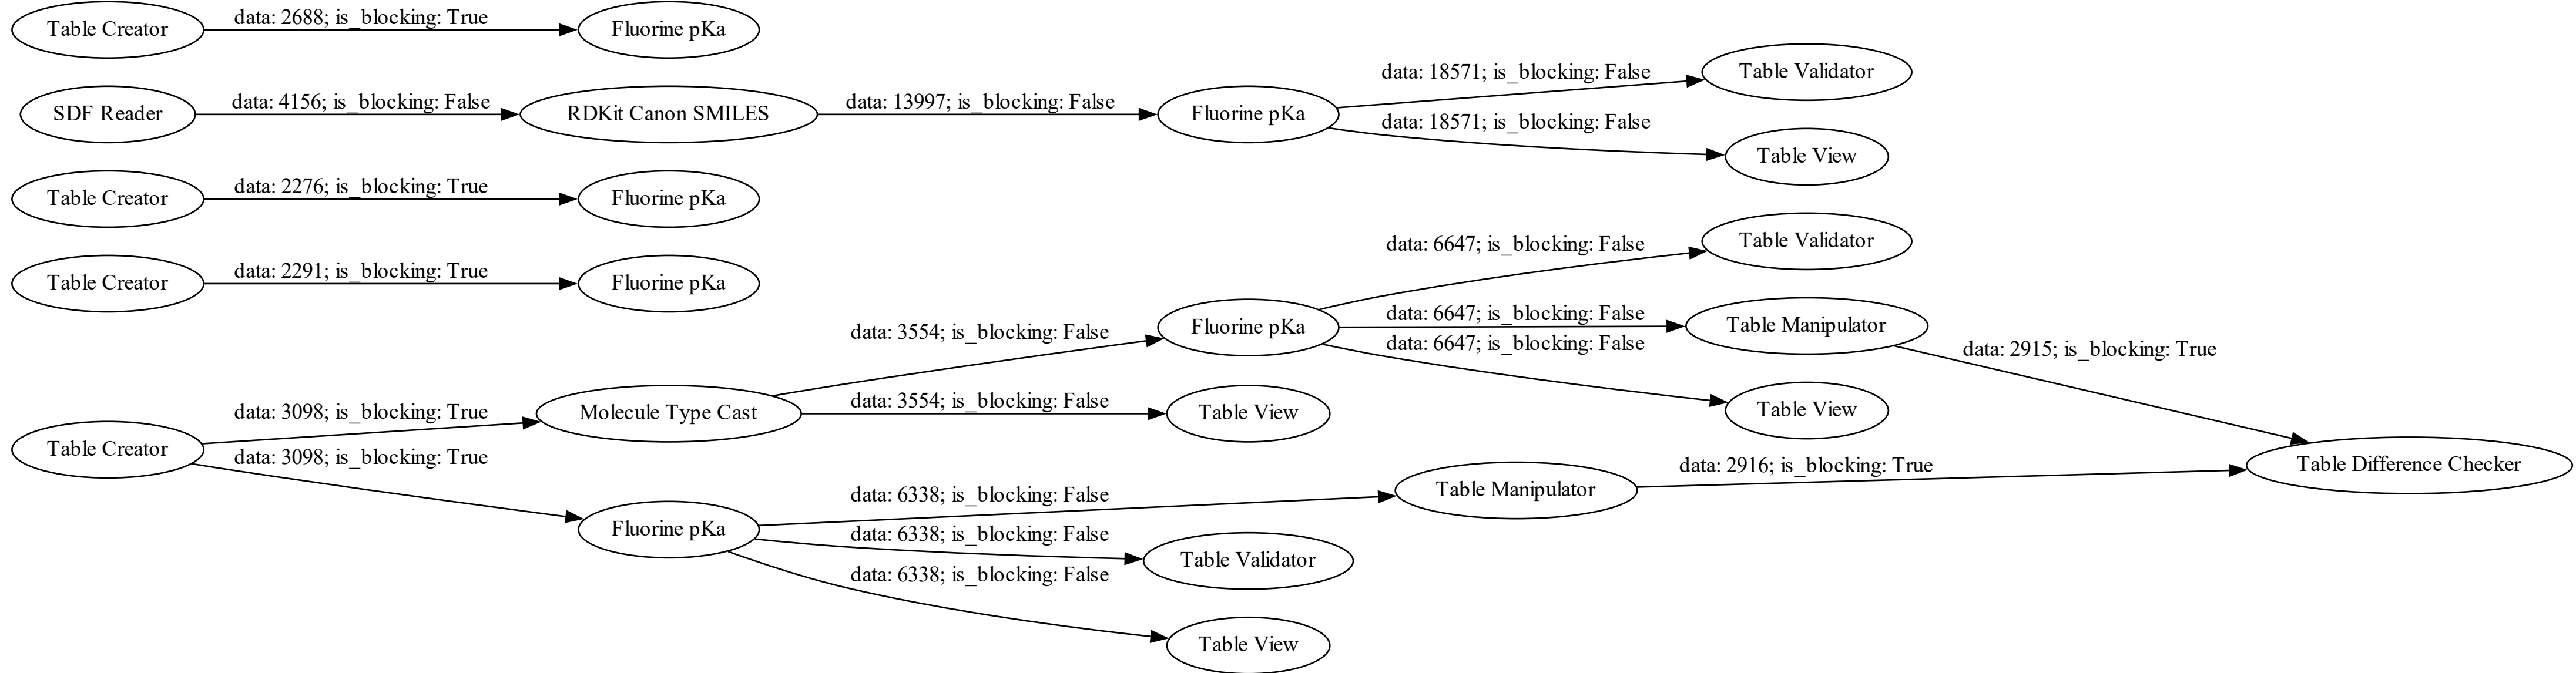 Table Creator
data: 2688; is_blocking: True
Fluorine pKa
SDF Reader
data: 4156; is_blocking: False
RDKit Canon SMILES
data: 13997; is_blocking: False
Fluorine pKa
data: 18571; is_blocking: False
Table Validator
data: 18571; is_blocking: False
Table View
Table Creator
data: 2276; is_blocking: True
Fluorine pKa
Table Creator
data: 2291; is_blocking: True
Fluorine pKa
Table Creator
data: 3098; is_blocking: True
Molecule Type Cast
data: 3554; is_blocking: False
Fluorine pKa
data: 6647; is_blocking: False
Table Validator
data: 6647; is_blocking: False
Table Manipulator
data: 2915; is_blocking: True
data: 6647; is_blocking: False
Table View
data: 3554; is_blocking: False
Table View
data: 3098; is_blocking: True
Fluorine pKa
data: 6338; is_blocking: False
Table Manipulator
data: 2916; is_blocking: True
Table Difference Checker
data: 6338; is_blocking: False
Table Validator
data: 6338; is_blocking: False
Table View